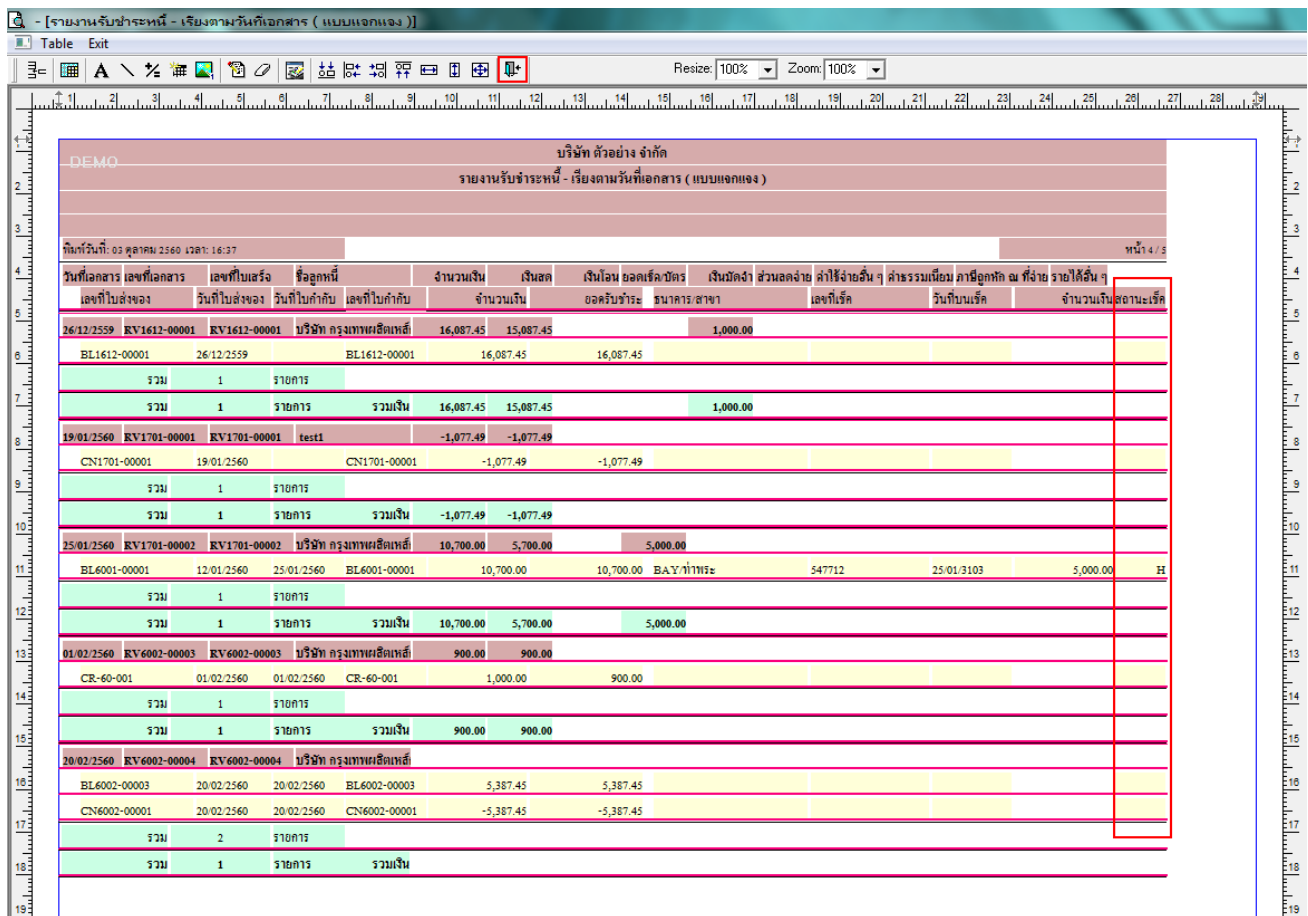 - [รายงานรับชำระหนี้ - เรียงตามวันที่เอกสาร ( แบบแจกแจง )]
Table Exit
Resize: 100% Zoom: 100%
1 2 3 4 5 6 7 8 9 10 11 12 13 14 15 16 17 18 19 20 21 22 23 24 25 26 27 28
DEMO
บริษัท ตัวอย่าง จำกัด
รายงานรับชำระหนี้ - เรียงตามวันที่เอกสาร ( แบบแจกแจง )
พิมพ์วันที่: 03 ตุลาคม 2560 เวลา: 16:37 หน้า 4 / 5
วันที่เอกสาร เลขที่เอกสาร เลขที่ใบเสร็จ ชื่อลูกหนี้ จำนวนเงิน เงินสด เงินโอน ยอดเช็ค/บัตร เงินมัดจำ ส่วนลดจ่าย ค่าใช้จ่ายอื่น ๆ ค่าธรรมเนียม ภาษีถูกหัก ณ ที่จ่าย รายได้อื่น ๆ
เลขที่ใบส่งของ วันที่ใบส่งของ วันที่ใบกำกับ เลขที่ใบกำกับ จำนวนเงิน ยอดรับชำระ ธนาคาร/สาขา เลขที่เช็ค วันที่บนเช็ค จำนวนเงิน สถานะเช็ค
26/12/2559 RV1612-00001 RV1612-00001 บริษัท กรุงเทพผลิตเหล็ 16,087.45 15,087.45 1,000.00
BL1612-00001 26/12/2559 BL1612-00001 16,087.45 16,087.45
รวม 1 รายการ
รวม 1 รายการ รวมเงิน 16,087.45 15,087.45 1,000.00
19/01/2560 RV1701-00001 RV1701-00001 test1 -1,077.49 -1,077.49
CN1701-00001 19/01/2560 CN1701-00001 -1,077.49 -1,077.49
รวม 1 รายการ
รวม 1 รายการ รวมเงิน -1,077.49 -1,077.49
25/01/2560 RV1701-00002 RV1701-00002 บริษัท กรุงเทพผลิตเหล็ 10,700.00 5,700.00 5,000.00
BL6001-00001 12/01/2560 25/01/2560 BL6001-00001 10,700.00 10,700.00 BAY/ท่าพระ 547712 25/01/3103 5,000.00 H
รวม 1 รายการ
รวม 1 รายการ รวมเงิน 10,700.00 5,700.00 5,000.00
01/02/2560 RV6002-00003 RV6002-00003 บริษัท กรุงเทพผลิตเหล็ 900.00 900.00
CR-60-001 01/02/2560 01/02/2560 CR-60-001 1,000.00 900.00
รวม 1 รายการ
รวม 1 รายการ รวมเงิน 900.00 900.00
20/02/2560 RV6002-00004 RV6002-00004 บริษัท กรุงเทพผลิตเหล็
BL6002-00003 20/02/2560 20/02/2560 BL6002-00003 5,387.45 5,387.45
CN6002-00001 20/02/2560 20/02/2560 CN6002-00001 -5,387.45 -5,387.45
รวม 2 รายการ
รวม 1 รายการ รวมเงิน